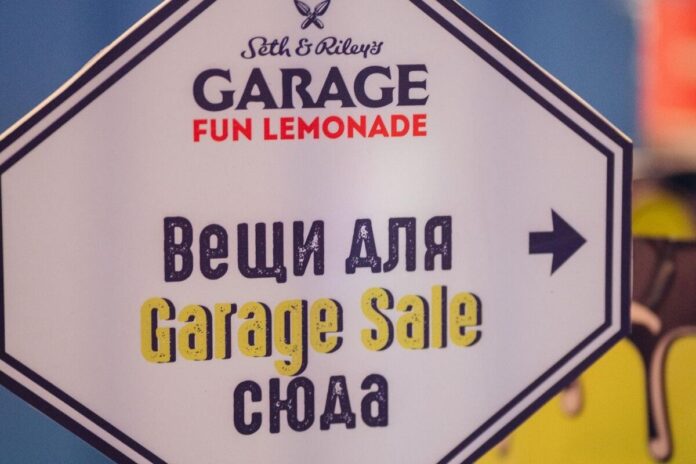 Seth & Riley's
GARAGE
FUN LEMONADE
Вещи для
Garage Sale
сюда